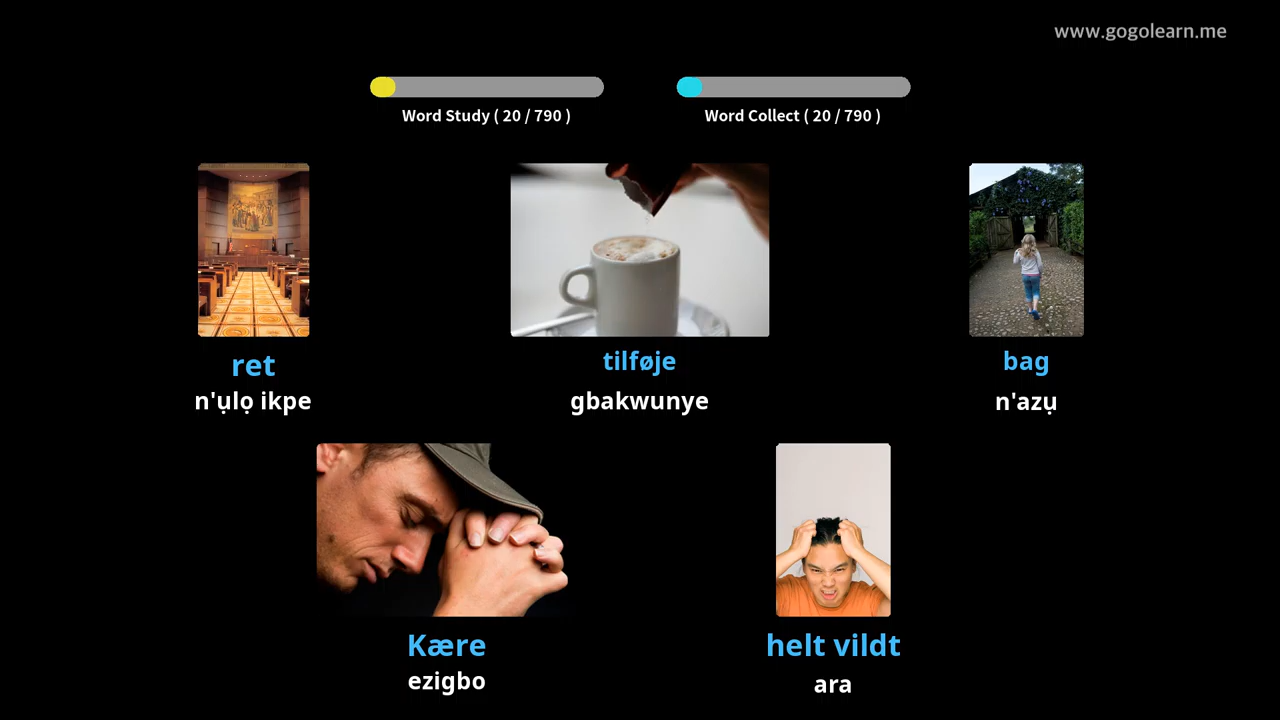 www.gogolearn.me
Word Study ( 20 / 790 )
Word Collect ( 20 / 790 )
ret
n'ụlọ ikpe
tilføje
gbakwunye
bag
n'azụ
Kære
ezigbo
helt vildt
ara